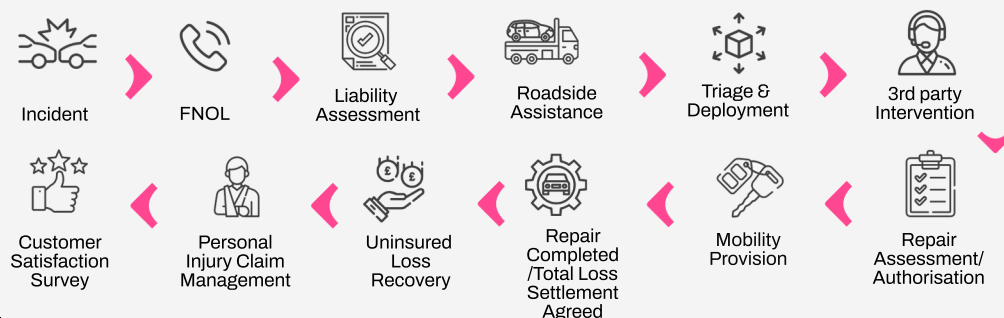 Incident
FNOL
Liability
Assessment
Roadside
Assistance
Triage &
Deployment
3rd party
Intervention
Customer
Satisfaction
Survey
Personal
Injury Claim
Management
Uninsured
Loss
Recovery
Repair
Completed
/Total Loss
Settlement
Agreed
Mobility
Provision
Repair
Assessment/
Authorisation